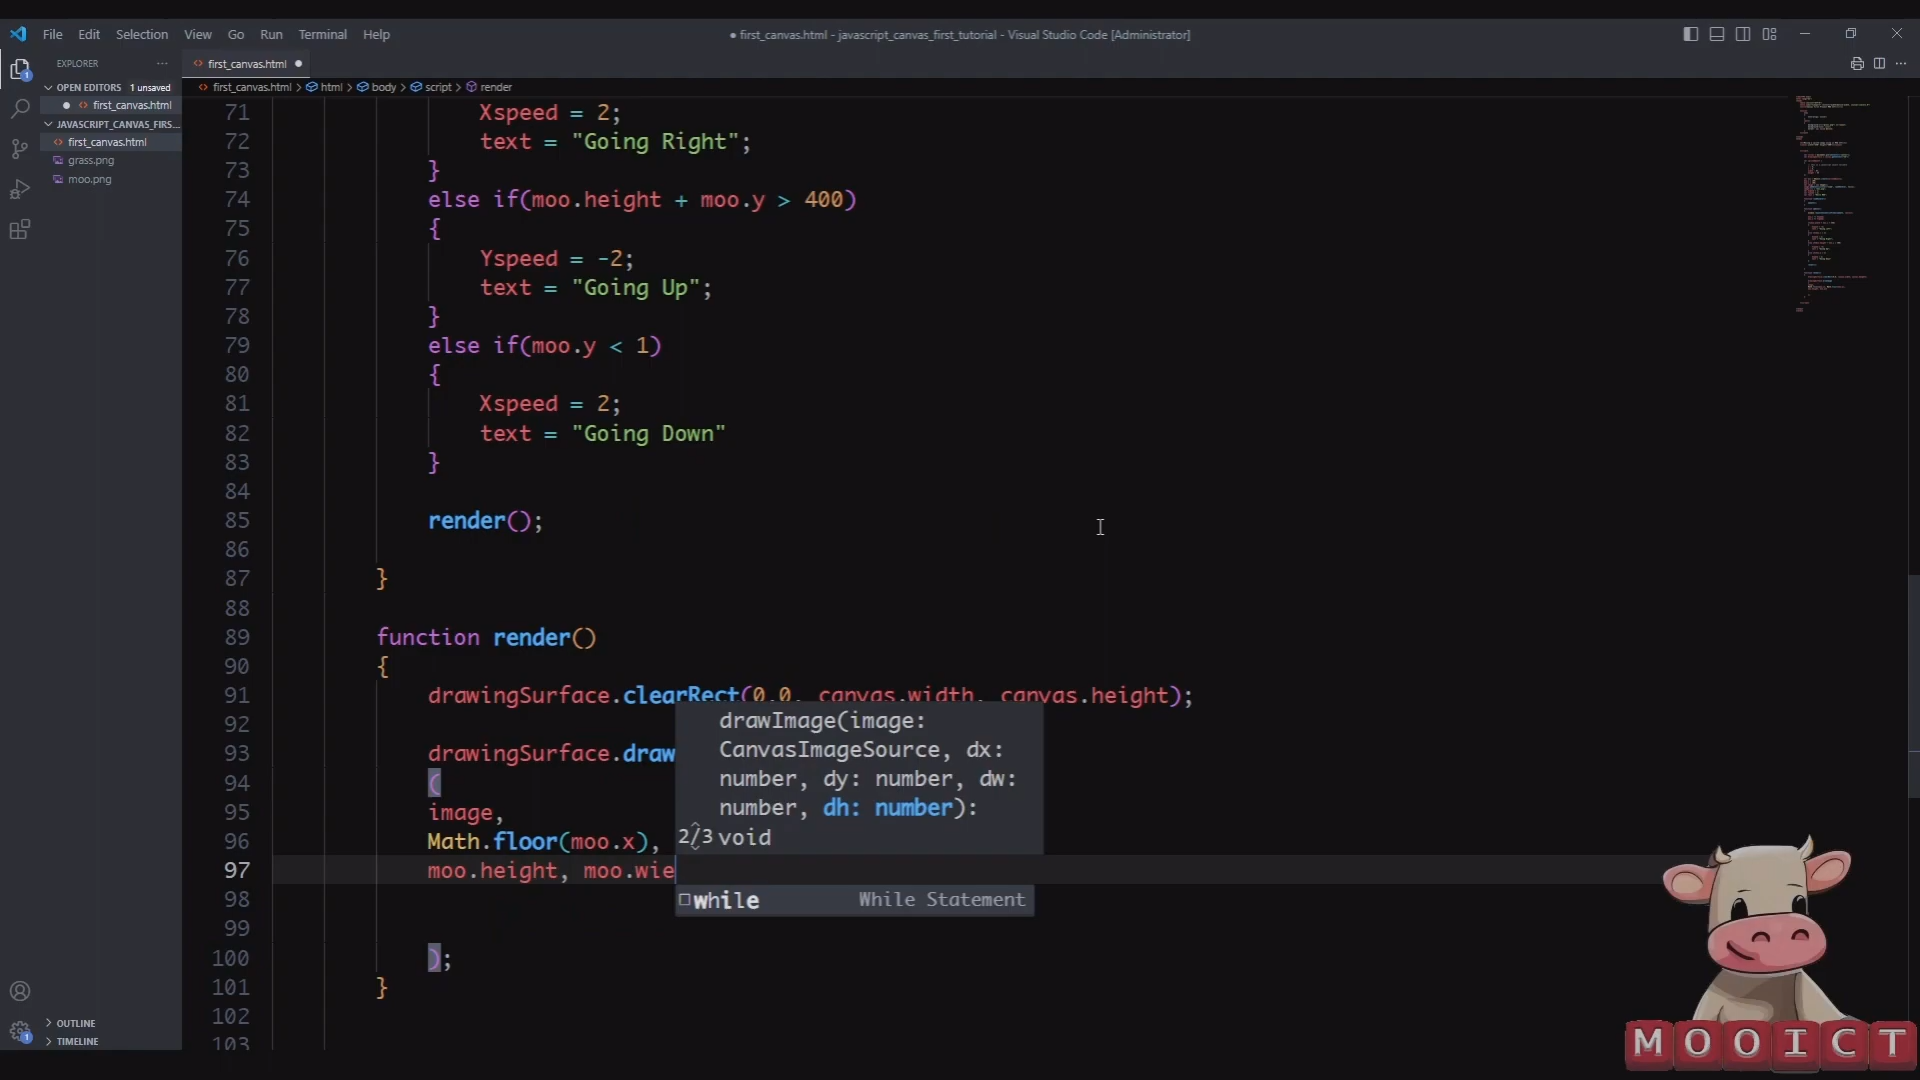 File Edit Selection View Go Run Terminal Help
● first_canvas.html - javascript_canvas_first_tutorial - Visual Studio Code [Administrator]
EXPLORER ···
first_canvas.html ●
OPEN EDITORS 1 unsaved
first_canvas.html > html > body > script > render
● first_canvas.html
JAVASCRIPT_CANVAS_FIRS...
first_canvas.html
grass.png
moo.png
71 Xspeed = 2;
72 text = "Going Right";
73 }
74 else if(moo.height + moo.y > 400)
75 {
76 Yspeed = -2;
77 text = "Going Up";
78 }
79 else if(moo.y < 1)
80 {
81 Xspeed = 2;
82 text = "Going Down"
83 }
84
85 render();
86
87 }
88
89 function render()
90 {
91 drawingSurface.clearRect(0,0, canvas.width, canvas.height);
92
93 drawingSurface.draw
94 (
95 image,
96 Math.floor(moo.x),
97 moo.height, moo.wie
98
99
100 );
101 }
102
103
drawImage(image:
CanvasImageSource, dx:
number, dy: number, dw:
number, dh: number):
2/3 void
while While Statement
OUTLINE
TIMELINE
1
1
MOOICT